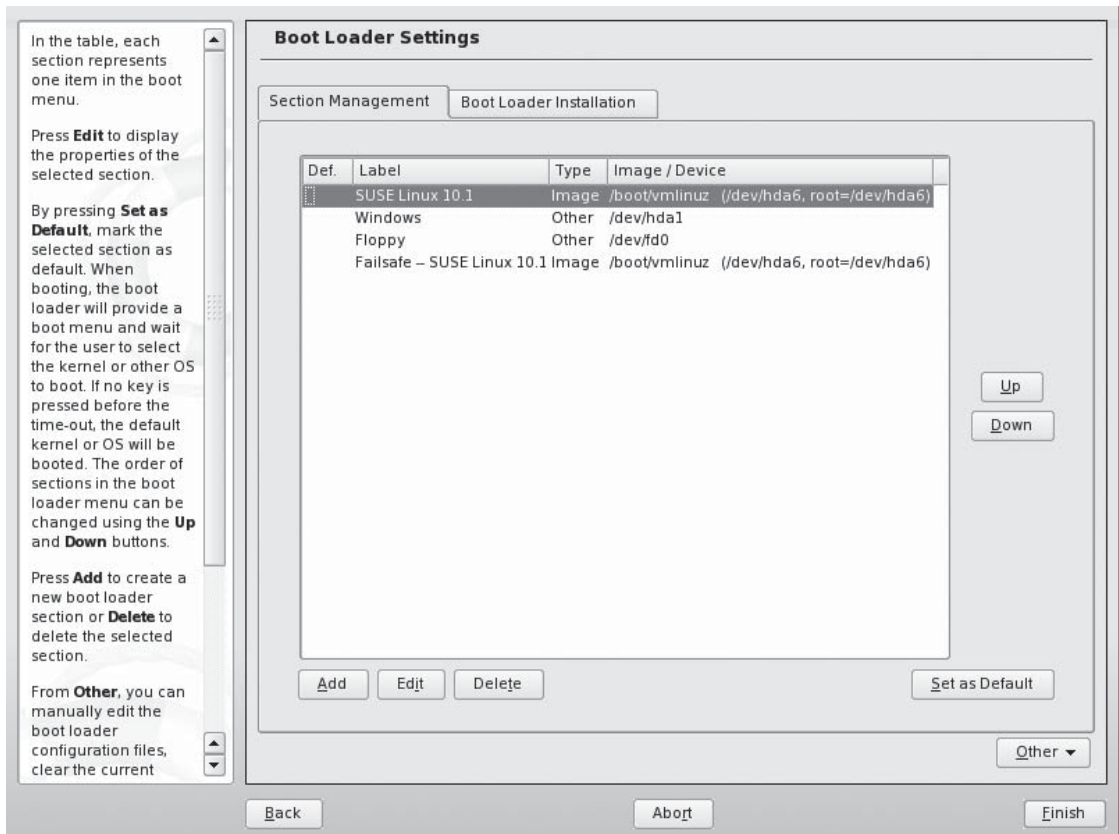 In the table, each
section represents
one item in the boot
menu.
Press Edit to display
the properties of the
selected section.
By pressing Set as
Default, mark the
selected section as
default. When
booting, the boot
loader will provide a
boot menu and wait
for the user to select
the kernel or other OS
to boot. If no key is
pressed before the
time-out, the default
kernel or OS will be
booted. The order of
sections in the boot
loader menu can be
changed using the Up
and Down buttons.
Press Add to create a
new boot loader
section or Delete to
delete the selected
section.
From Other, you can
manually edit the
boot loader
configuration files,
clear the current
Boot Loader Settings
Section Management Boot Loader Installation
Def. Label Type Image / Device
SUSE Linux 10.1 Image /boot/vmlinuz (/dev/hda6, root=/dev/hda6)
Windows Other /dev/hda1
Floppy Other /dev/fd0
Failsafe -- SUSE Linux 10.1 Image /boot/vmlinuz (/dev/hda6, root=/dev/hda6)
Up
Down
Add Edit Delete Set as Default
Other
Back Abort Finish